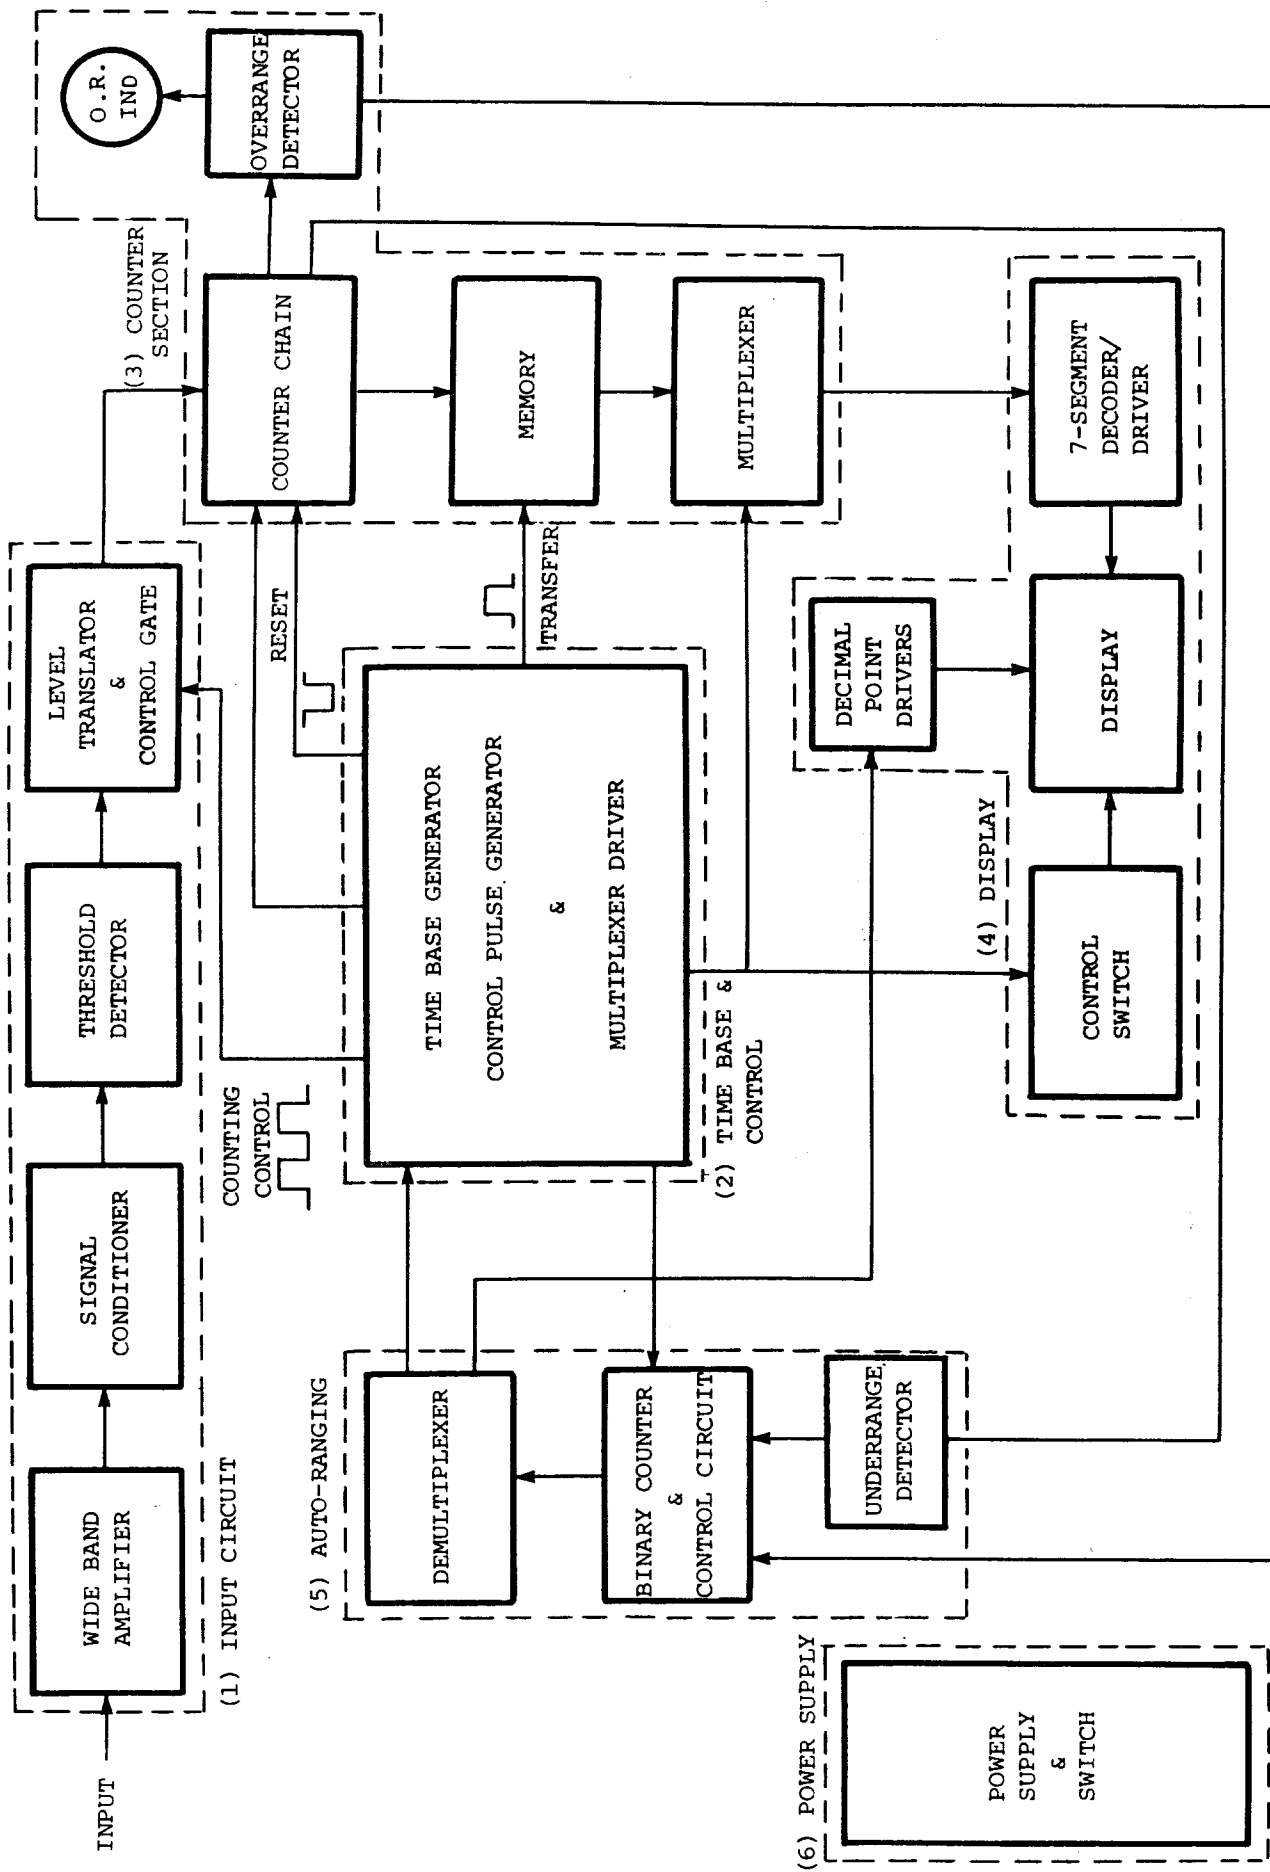 INPUT
WIDE BAND
AMPLIFIER
SIGNAL
CONDITIONER
THRESHOLD
DETECTOR
LEVEL
TRANSLATOR
&
CONTROL GATE
(1) INPUT CIRCUIT
COUNTING
CONTROL
RESET
(3) COUNTER
SECTION
O.R.
IND
OVERRANGE
DETECTOR
COUNTER CHAIN
(5) AUTO-RANGING
DEMULTIPLEXER
TIME BASE GENERATOR
CONTROL PULSE GENERATOR
&
MULTIPLEXER DRIVER
TRANSFER
MEMORY
BINARY COUNTER
&
CONTROL CIRCUIT
(2) TIME BASE &
CONTROL
MULTIPLEXER
UNDERRANGE
DETECTOR
DECIMAL
POINT
DRIVERS
(4) DISPLAY
(6) POWER SUPPLY
POWER
SUPPLY
&
SWITCH
CONTROL
SWITCH
DISPLAY
7-SEGMENT
DECODER/
DRIVER